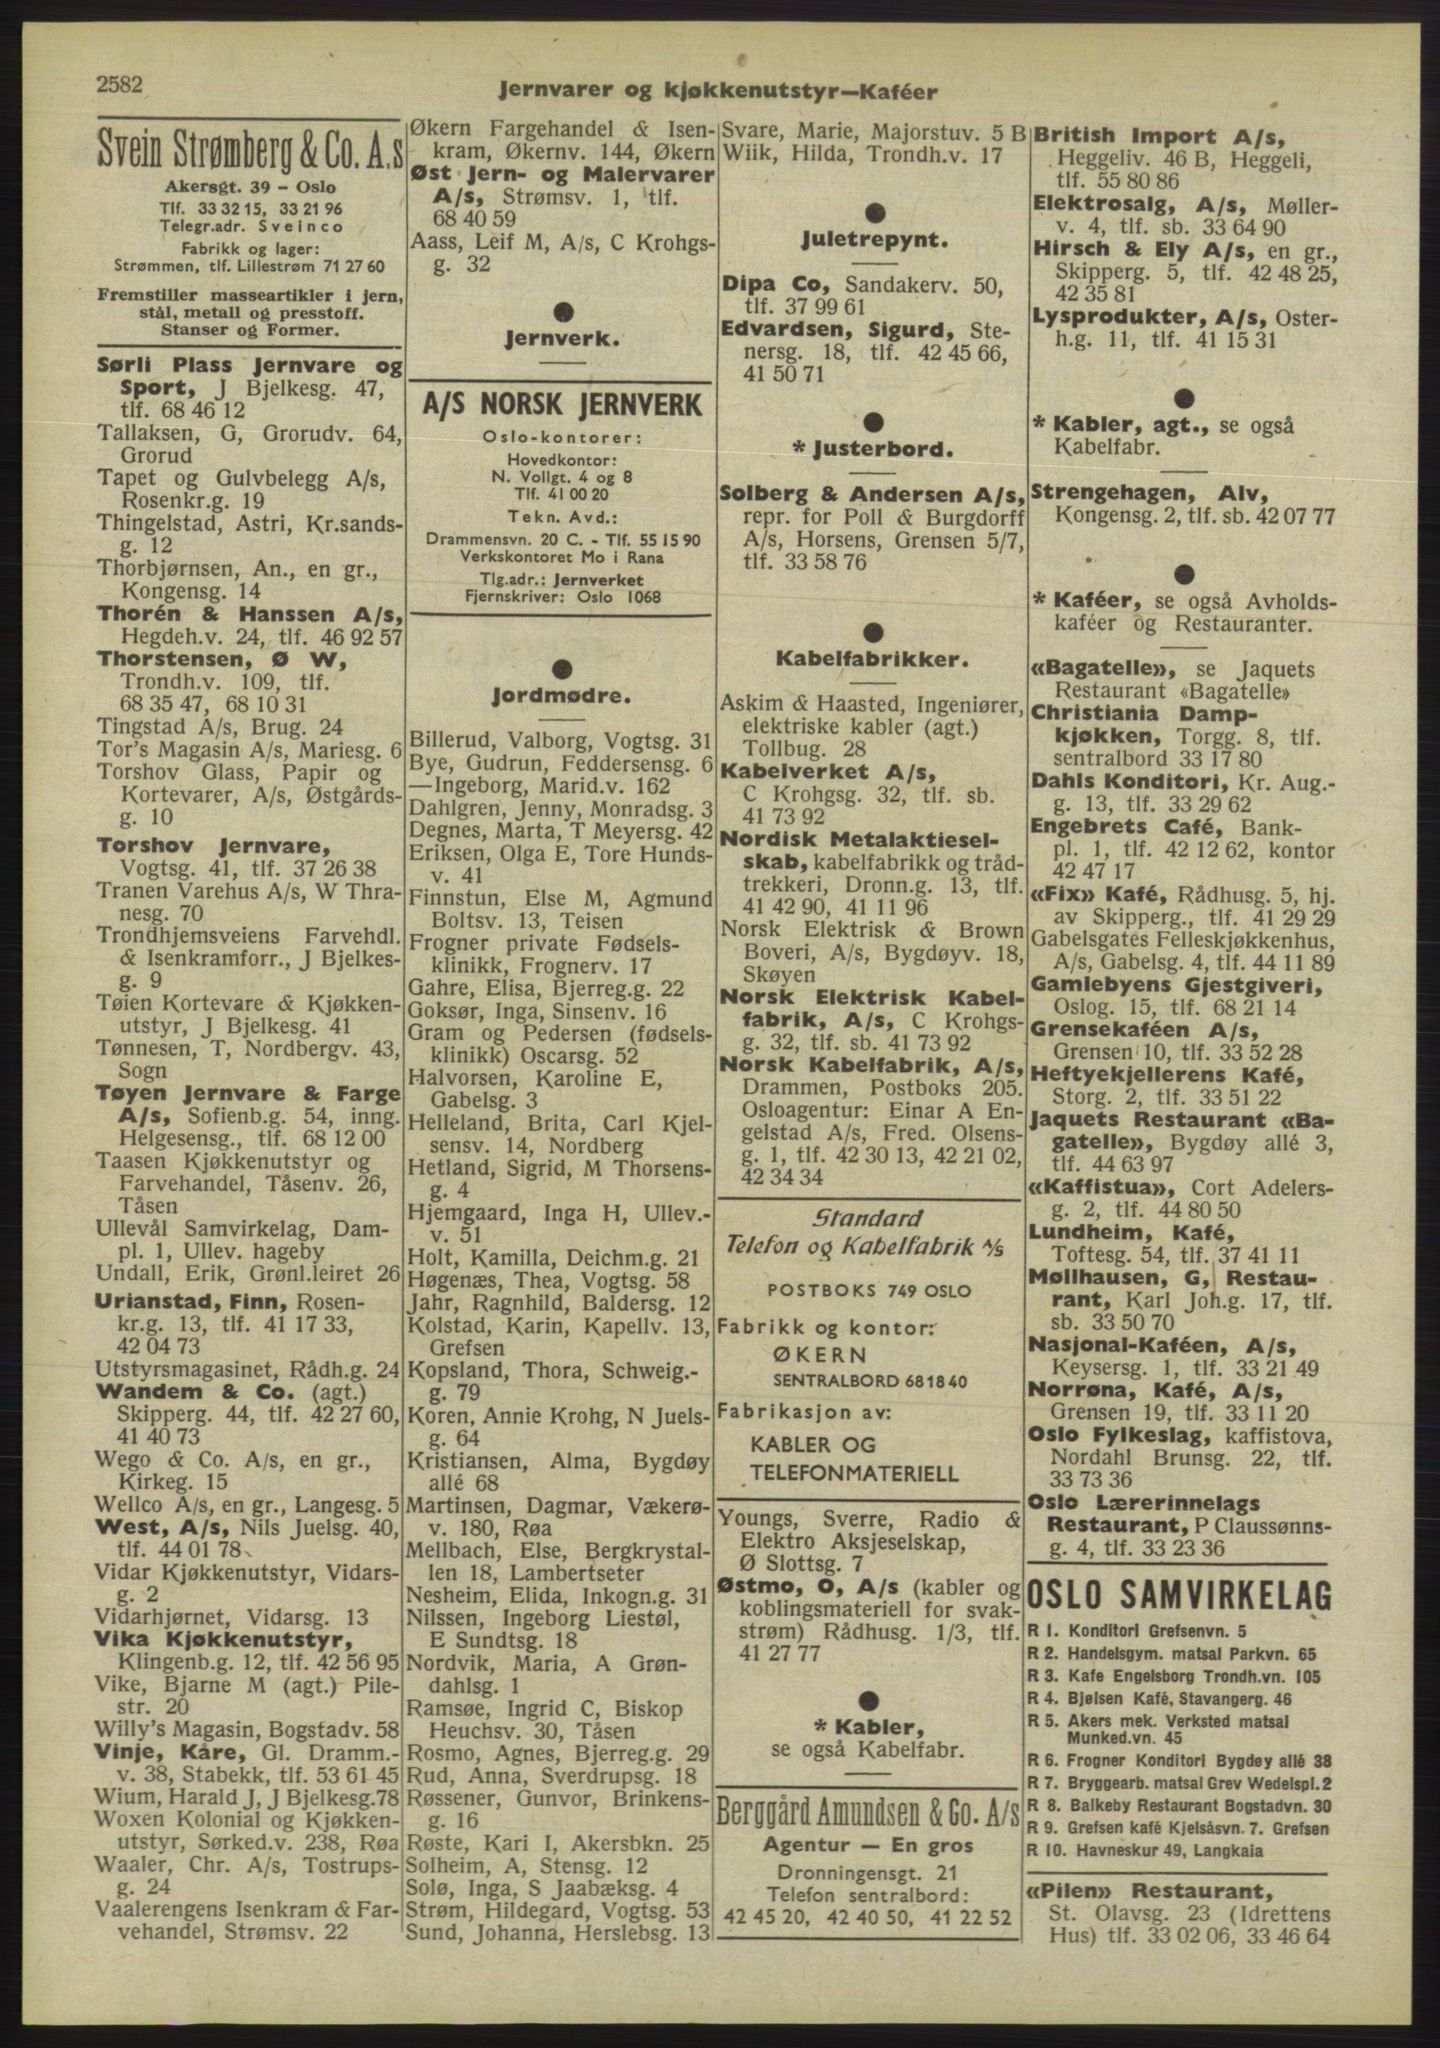 2582
Jernvarer og kjøkkenutstyr—Kaféer
Svein Strømberg & Co. A.s
Akersgt. 39 – Oslo
Tlf. 33 32 15, 33 21 96
Telegr.adr. Sveinco
Fabrikk og lager:
Strømmen, tlf. Lillestrøm 71 27 60
Fremstiller masseartikler i jern,
stål, metall og presstoff.
Stanser og Former.
Sørli Plass Jernvare og
Sport, J Bjelkesg. 47,
tlf. 68 46 12
Tallaksen, G, Grorudv. 64,
Grorud
Tapet og Gulvbelegg A/s,
Rosenkr.g. 19
Thingelstad, Astri, Kr.sands-
g. 12
Thorbjørnsen, An., en gr.,
Kongensg. 14
Thorén & Hanssen A/s,
Hegdeh.v. 24, tlf. 46 92 57
Thorstensen, Ø W,
Trondh.v. 109, tlf.
68 35 47, 68 10 31
Tingstad A/s, Brug. 24
Tor's Magasin A/s, Mariesg. 6
Torshov Glass, Papir og
Kortevarer, A/s, Østgårds-
g. 10
Torshov Jernvare,
Vogtsg. 41, tlf. 37 26 38
Tranen Varehus A/s, W Thra-
nesg. 70
Trondhjemsveiens Farvehdl.
& Isenkramforr., J Bjelkes-
g. 9
Tøien Kortevare & Kjøkken-
utstyr, J Bjelkesg. 41
Tønnesen, T, Nordbergv. 43,
Sogn
Tøyen Jernvare & Farge
A/s, Sofienb.g. 54, inng.
Helgesensg., tlf. 68 12 00
Taasen Kjøkkenutstyr og
Farvehandel, Tåsenv. 26,
Tåsen
Ullevål Samvirkelag, Dam-
pl. 1, Ullev. hageby
Undall, Erik, Grønl.leiret 26
Urianstad, Finn, Rosen-
kr.g. 13, tlf. 41 17 33,
42 04 73
Utstyrsmagasinet, Rådh.g. 24
Wandem & Co. (agt.)
Skipperg. 44, tlf. 42 27 60,
41 40 73
Wego & Co. A/s, en gr.,
Kirkeg. 15
Wellco A/s, en gr., Langesg. 5
West, A/s, Nils Juelsg. 40,
tlf. 44 01 78
Vidar Kjøkkenutstyr, Vidars-
g. 2
Vidarhjørnet, Vidarsg. 13
Vika Kjøkkenutstyr,
Klingenb.g. 12, tlf. 42 56 95
Vike, Bjarne M (agt.) Pile-
str. 20
Willy's Magasin, Bogstadv. 58
Vinje, Kåre, Gl. Dramm.-
v. 38, Stabekk, tlf. 53 61 45
Wium, Harald J, J Bjelkesg. 78
Woxen Kolonial og Kjøkken-
utstyr, Sørked.v. 238, Røa
Waaler, Chr. A/s, Tostrups-
g. 24
Vaalerengens Isenkram & Far-
vehandel, Strømsv. 22
Økern Fargehandel & Isen-
kram, Økernv. 144, Økern
Øst Jern- og Malervarer
A/s, Strømsv. 1, tlf.
68 40 59
Aass, Leif M, A/s, C Krohgs-
g. 32
Jernverk.
A/S NORSK JERNVERK
Oslo-kontorer:
Hovedkontor:
N. Vollgt. 4 og 8
Tlf. 41 00 20
Tekn. Avd.:
Drammensvn. 20 C. - Tlf. 55 15 90
Verkskontoret Mo i Rana
Tlg.adr.: Jernverket
Fjernskriver: Oslo 1068
Jordmødre.
Billerud, Valborg, Vogtsg. 31
Bye, Gudrun, Feddersensg. 6
—Ingeborg, Marid.v. 162
Dahlgren, Jenny, Monradsg. 3
Degnes, Marta, T Meyersg. 42
Eriksen, Olga E, Tore Hunds-
v. 41
Finnstun, Else M, Agmund
Boltsv. 13, Teisen
Frogner private Fødsels-
klinikk, Frognerv. 17
Gahre, Elisa, Bjerreg.g. 22
Goksør, Inga, Sinsenv. 16
Gram og Pedersen (fødsels-
klinikk) Oscarsg. 52
Halvorsen, Karoline E,
Gabelsg. 3
Helleland, Brita, Carl Kjel-
sensv. 14, Nordberg
Hetland, Sigrid, M Thorsens-
g. 4
Hjemgaard, Inga H, Ullev.-
v. 51
Holt, Kamilla, Deichm.g. 21
Høgenæs, Thea, Vogtsg. 58
Jahr, Ragnhild, Baldersg. 12
Kolstad, Karin, Kapellv. 13,
Grefsen
Kopsland, Thora, Schweig.-
g. 79
Koren, Annie Krohg, N Juels-
g. 64
Kristiansen, Alma, Bygdøy
allé 68
Martinsen, Dagmar, Vækerø-
v. 180, Røa
Mellbach, Else, Bergkrystal-
len 18, Lambertseter
Nesheim, Elida, Inkogn.g. 31
Nilssen, Ingeborg Liestøl,
E Sundtsg. 18
Nordvik, Maria, A Grøn-
dahlsg. 1
Ramsøe, Ingrid C, Biskop
Heuchsv. 30, Tåsen
Rosmo, Agnes, Bjerreg.g. 29
Rud, Anna, Sverdrupsg. 18
Røssener, Gunvor, Brinkens-
g. 16
Røste, Kari I, Akersbkn. 25
Solheim, A, Stensg. 12
Solø, Inga, S Jaabæksg. 4
Strøm, Hildegard, Vogtsg. 53
Sund, Johanna, Herslebsg. 13
Svare, Marie, Majorstuv. 5 B
Wiik, Hilda, Trondh.v. 17
Juletrepynt.
Dipa Co, Sandakerv. 50,
tlf. 37 99 61
Edvardsen, Sigurd, Ste-
nersg. 18, tlf. 42 45 66,
41 50 71
* Justerbord.
Solberg & Andersen A/s,
repr. for Poll & Burgdorff
A/s, Horsens, Grensen 5/7,
tlf. 33 58 76
Kabelfabrikker.
Askim & Haasted, Ingeniører,
elektriske kabler (agt.)
Tollbug. 28
Kabelverket A/s,
C Krohgsg. 32, tlf. sb.
41 73 92
Nordisk Metalaktiesel-
skab, kabelfabrikk og tråd-
trekkeri, Dronn.g. 13, tlf.
41 42 90, 41 11 96
Norsk Elektrisk & Brown
Boveri, A/s, Bygdøyv. 18,
Skøyen
Norsk Elektrisk Kabel-
fabrik, A/s, C Krohgs-
g. 32, tlf. sb. 41 73 92
Norsk Kabelfabrik, A/s,
Drammen, Postboks 205.
Osloagentur: Einar A En-
gelstad A/s, Fred. Olsens-
g. 1, tlf. 42 30 13, 42 21 02,
42 34 34
Standard
Telefon og Kabelfabrik A/S
POSTBOKS 749 OSLO
Fabrikk og kontor:
ØKERN
SENTRALBORD 681840
Fabrikasjon av:
KABLER OG
TELEFONMATERIELL
Youngs, Sverre, Radio &
Elektro Aksjeselskap,
Ø Slottsg. 7
Østmo, O, A/s (kabler og
koblingsmateriell for svak-
strøm) Rådhusg. 1/3, tlf.
41 27 77
* Kabler,
se også Kabelfabr.
Berggård Amundsen & Co. A/s
Agentur — En gros
Dronningensgt. 21
Telefon sentralbord:
42 45 20, 42 40 50, 41 22 52
British Import A/s,
Heggeliv. 46 B, Heggeli,
tlf. 55 80 86
Elektrosalg, A/s, Møller-
v. 4, tlf. sb. 33 64 90
Hirsch & Ely A/s, en gr.,
Skipperg. 5, tlf. 42 48 25,
42 35 81
Lysprodukter, A/s, Oster-
h.g. 11, tlf. 41 15 31
* Kabler, agt., se også
Kabelfabr.
Strengehagen, Alv,
Kongensg. 2, tlf. sb. 42 07 77
* Kaféer, se også Avholds-
kaféer og Restauranter.
«Bagatelle», se Jaquets
Restaurant «Bagatelle»
Christiania Damp-
kjøkken, Torgg. 8, tlf.
sentralbord 33 17 80
Dahls Konditori, Kr. Aug.-
g. 13, tlf. 33 29 62
Engebrets Café, Bank-
pl. 1, tlf. 42 12 62, kontor
42 47 17
«Fix» Kafé, Rådhusg. 5, hj.
av Skipperg., tlf. 41 29 29
Gabelsgates Felleskjøkkenhus,
A/s, Gabelsg. 4, tlf. 44 11 89
Gamlebyens Gjestgiveri,
Oslog. 15, tlf. 68 21 14
Grensekaféen A/s,
Grensen 10, tlf. 33 52 28
Heftyekjellerens Kafé,
Storg. 2, tlf. 33 51 22
Jaquets Restaurant «Ba-
gatelle», Bygdøy allé 3,
tlf. 44 63 97
«Kaffistua», Cort Adelers-
g. 2, tlf. 44 80 50
Lundheim, Kafé,
Toftesg. 54, tlf. 37 41 11
Møllhausen, G, Restau-
rant, Karl Joh.g. 17, tlf.
sb. 33 50 70
Nasjonal-Kaféen, A/s,
Keysersg. 1, tlf. 33 21 49
Norrøna, Kafé, A/s,
Grensen 19, tlf. 33 11 20
Oslo Fylkeslag, kaffistova,
Nordahl Brunsg. 22, tlf.
33 73 36
Oslo Lærerinnelags
Restaurant, P Claussønns-
g. 4, tlf. 33 23 36
OSLO SAMVIRKELAG
R 1. Konditori Grefsenvn. 5
R 2. Handelsgym. matsal Parkvn. 65
R 3. Kafe Engelsborg Trondh.vn. 105
R 4. Bjølsen Kafé, Stavangerg. 46
R 5. Akers mek. Verksted matsal
Munked.vn. 45
R 6. Frogner Konditori Bygdøy allé 38
R 7. Bryggearb. matsal Grev Wedelspl. 2
R 8. Balkeby Restaurant Bogstadvn. 30
R 9. Grefsen kafé Kjelsåsvn. 7. Grefsen
R 10. Havneskur 49, Langkaia
«Pilen» Restaurant,
St. Olavsg. 23 (Idrettens
Hus) tlf. 33 02 06, 33 46 64